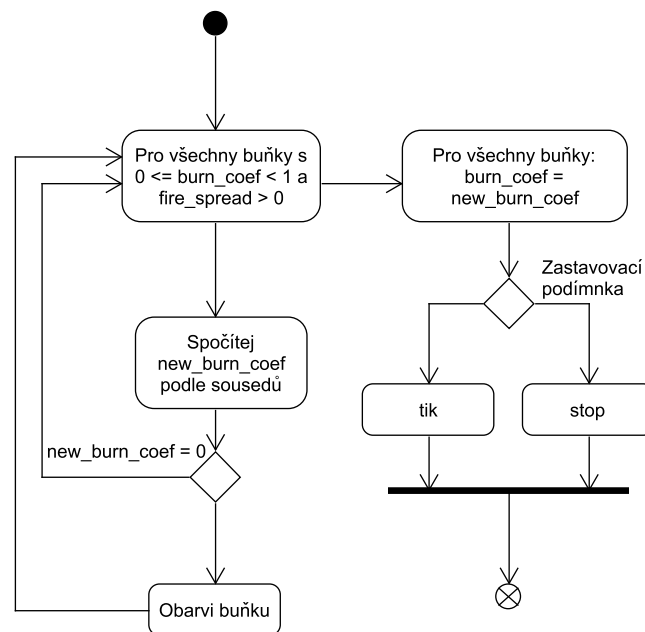 Pro všechny buňky s
0 <= burn_coef < 1 a
fire_spread > 0
Pro všechny buňky:
burn_coef =
new_burn_coef
Zastavovací
podímnka
Spočítej
new_burn_coef
podle sousedů
tik
stop
new_burn_coef = 0
Obarvi buňku